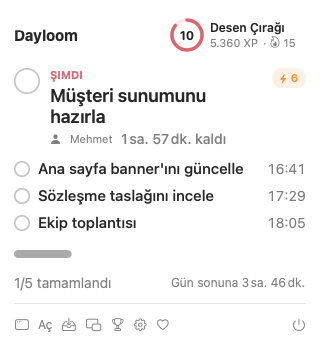 Dayloom
10
Desen Çırağı
5.360 XP · 15
ŞIMDI
6
Müşteri sunumunu
hazırla
Mehmet 1 sa. 57 dk. kaldı
Ana sayfa banner'ını güncelle 16:41
Sözleşme taslağını incele 17:29
Ekip toplantısı 18:05
1/5 tamamlandı
Gün sonuna 3 sa. 46 dk.
Aç